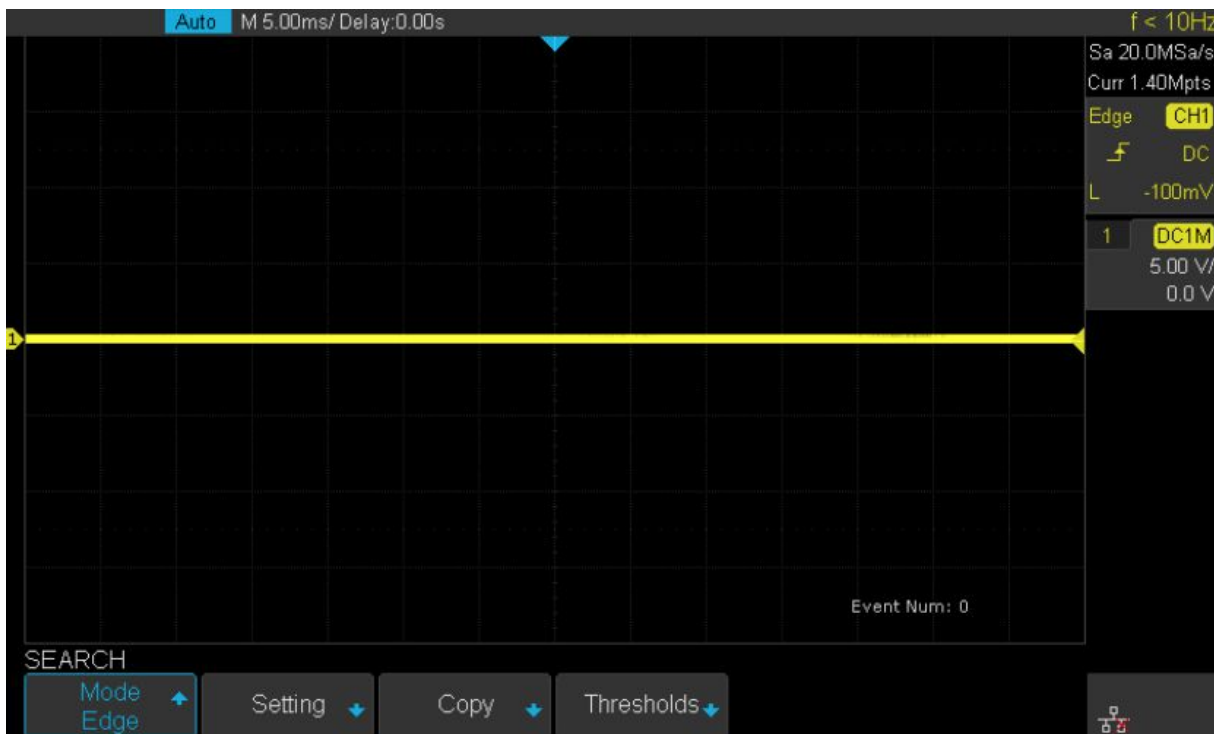 Auto M 5.00ms/ Delay:0.00s f < 10Hz
Sa 20.0MSa/s
Curr 1.40Mpts
Edge CH1
DC
L -100mV
1 DC1M
5.00 V/
0.0 V
1
Event Num: 0
SEARCH
Mode
Edge
Setting
Copy
Thresholds